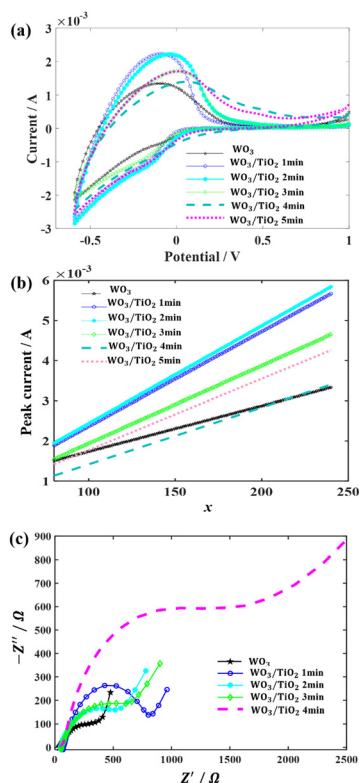 (a)
×10⁻³
2
1
0
-1
-2
-3
-0.5
0
0.5
1
Current / A
Potential / V
WO₃
WO₃/TiO₂ 1min
WO₃/TiO₂ 2min
WO₃/TiO₂ 3min
WO₃/TiO₂ 4min
WO₃/TiO₂ 5min
(b)
×10⁻³
6
5
4
3
2
1
100
150
200
250
Peak current / A
x
WO₃
WO₃/TiO₂ 1min
WO₃/TiO₂ 2min
WO₃/TiO₂ 3min
WO₃/TiO₂ 4min
WO₃/TiO₂ 5min
(c)
900
800
700
600
500
400
300
200
100
0
0
500
1000
1500
2000
2500
-Z'' / Ω
Z' / Ω
WO₃
WO₃/TiO₂ 1min
WO₃/TiO₂ 2min
WO₃/TiO₂ 3min
WO₃/TiO₂ 4min